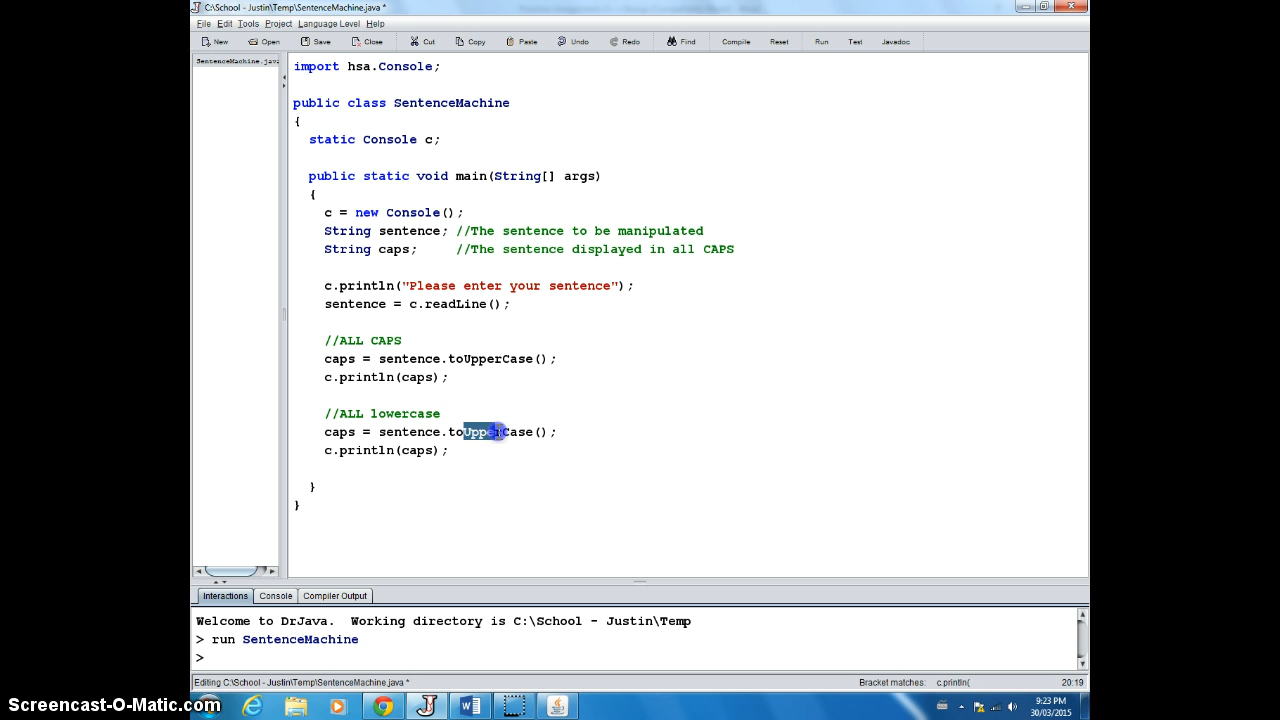 C:\School - Justin\Temp\SentenceMachine.java *
File Edit Tools Project Language Level Help
New Open Save Close Cut Copy Paste Undo Redo Find Compile Reset Run Test Javadoc
SentenceMachine.java
import hsa.Console;
public class SentenceMachine
{
static Console c;
public static void main(String[] args)
{
c = new Console();
String sentence; //The sentence to be manipulated
String caps; //The sentence displayed in all CAPS
c.println("Please enter your sentence");
sentence = c.readLine();
//ALL CAPS
caps = sentence.toUpperCase();
c.println(caps);
//ALL lowercase
caps = sentence.toUpperCase();
c.println(caps);
}
}
Interactions Console Compiler Output
Welcome to DrJava. Working directory is C:\School - Justin\Temp
> run SentenceMachine
>
Editing C:\School - Justin\Temp\SentenceMachine.java * Bracket matches: c.println( 20:19
Screencast-O-Matic.com
9:23 PM
30/03/2015